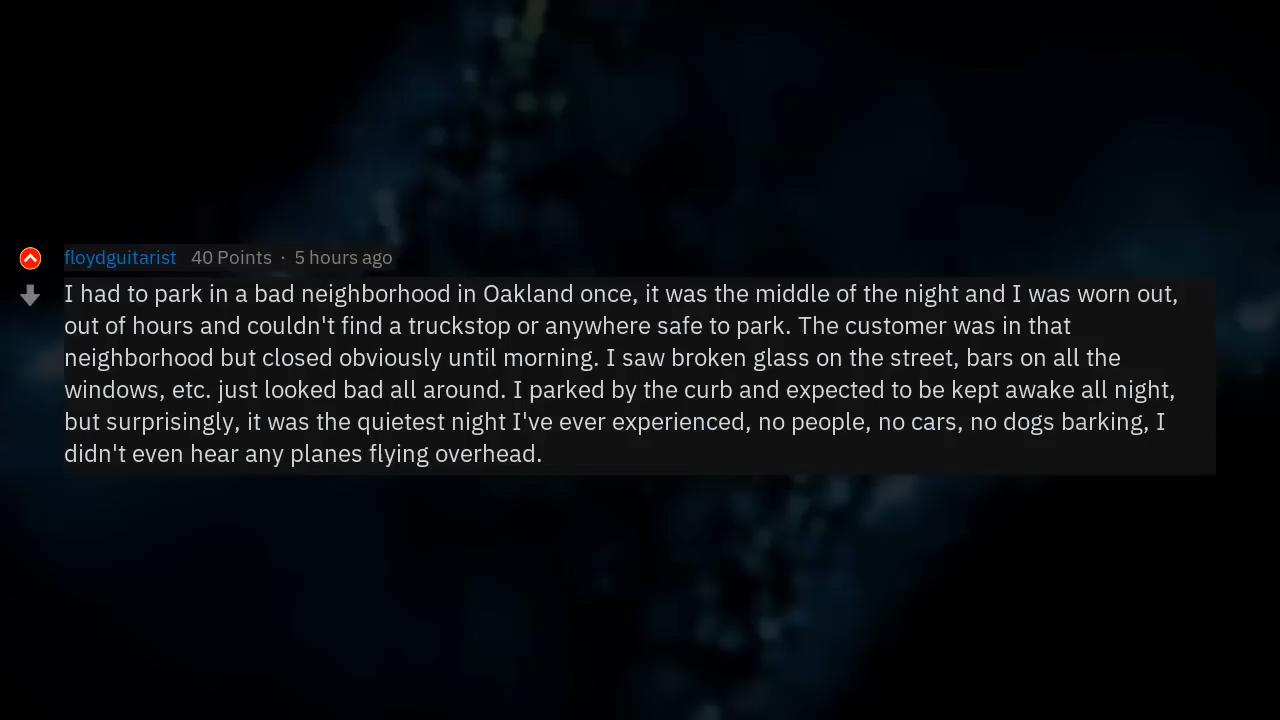 floydguitarist 40 Points · 5 hours ago
I had to park in a bad neighborhood in Oakland once, it was the middle of the night and I was worn out,
out of hours and couldn't find a truckstop or anywhere safe to park. The customer was in that
neighborhood but closed obviously until morning. I saw broken glass on the street, bars on all the
windows, etc. just looked bad all around. I parked by the curb and expected to be kept awake all night,
but surprisingly, it was the quietest night I've ever experienced, no people, no cars, no dogs barking, I
didn't even hear any planes flying overhead.